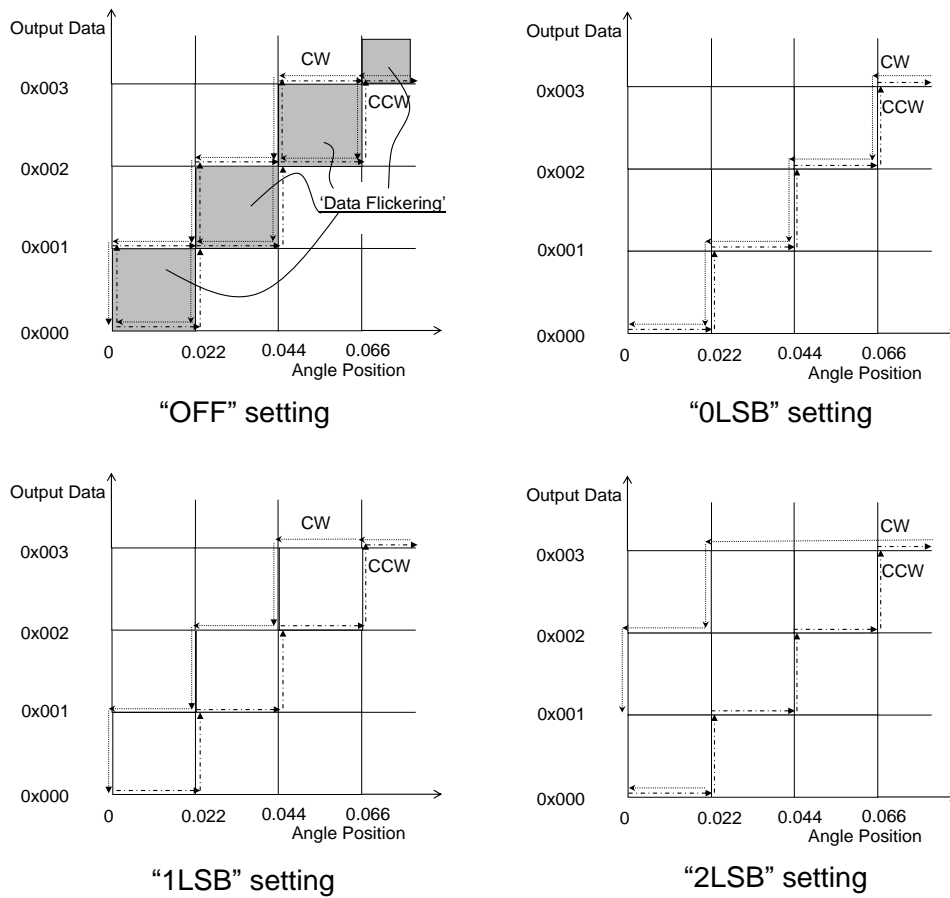 Output Data
CW
0x003
CCW
0x002
'Data Flickering'
0x001
0x000
0 0.022 0.044 0.066
Angle Position
“OFF” setting
Output Data
CW
0x003
CCW
0x002
0x001
0x000
0 0.022 0.044 0.066
Angle Position
“0LSB” setting
Output Data
CW
0x003
CCW
0x002
0x001
0x000
0 0.022 0.044 0.066
Angle Position
“1LSB” setting
Output Data
CW
0x003
CCW
0x002
0x001
0x000
0 0.022 0.044 0.066
Angle Position
“2LSB” setting